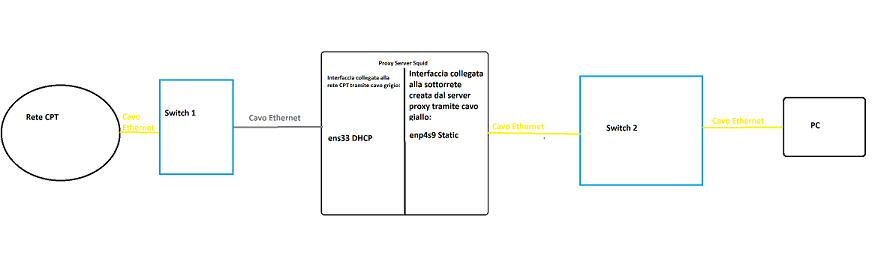 Rete CPT
Cavo
Ethernet
Switch 1
Cavo Ethernet
Proxy Server Squid
Interfaccia collegata alla
rete CPT tramite cavo grigio:
ens33 DHCP
Interfaccia collegata
alla sottorrete
creata dal server
proxy tramite cavo
giallo:
enp4s9 Static
Cavo Ethernet
Switch 2
Cavo Ethernet
PC